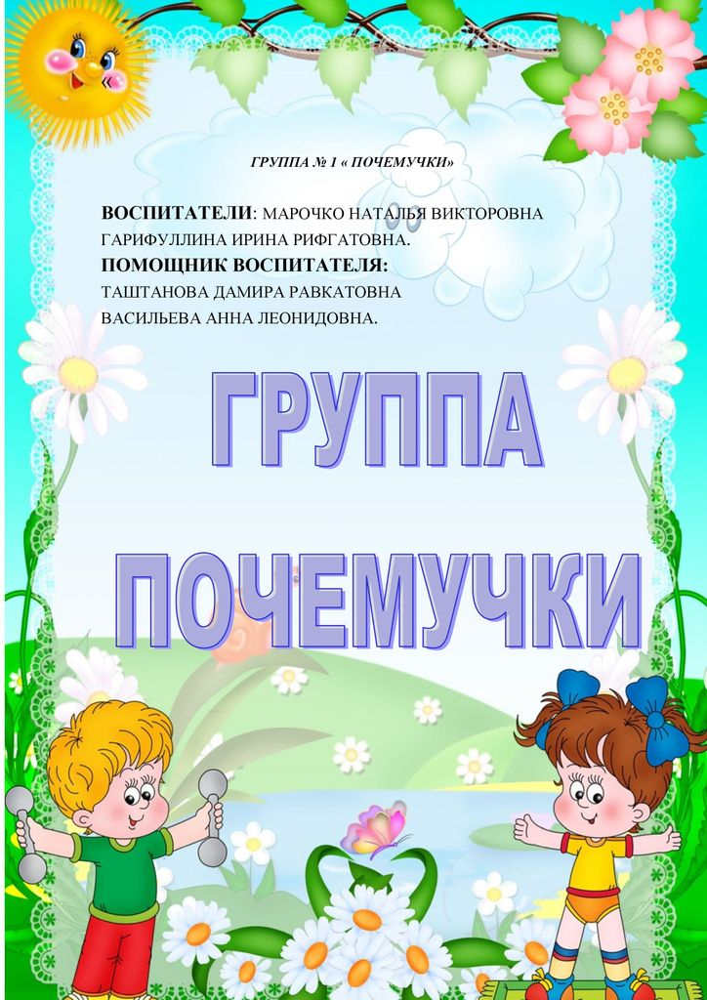 ГРУППА № 1 « ПОЧЕМУЧКИ»
ВОСПИТАТЕЛИ: МАРОЧКО НАТАЛЬЯ ВИКТОРОВНА
ГАРИФУЛЛИНА ИРИНА РИФГАТОВНА.
ПОМОЩНИК ВОСПИТАТЕЛЯ:
ТАШТАНОВА ДАМИРА РАВКАТОВНА
ВАСИЛЬЕВА АННА ЛЕОНИДОВНА.
ГРУППА
ПОЧЕМУЧКИ